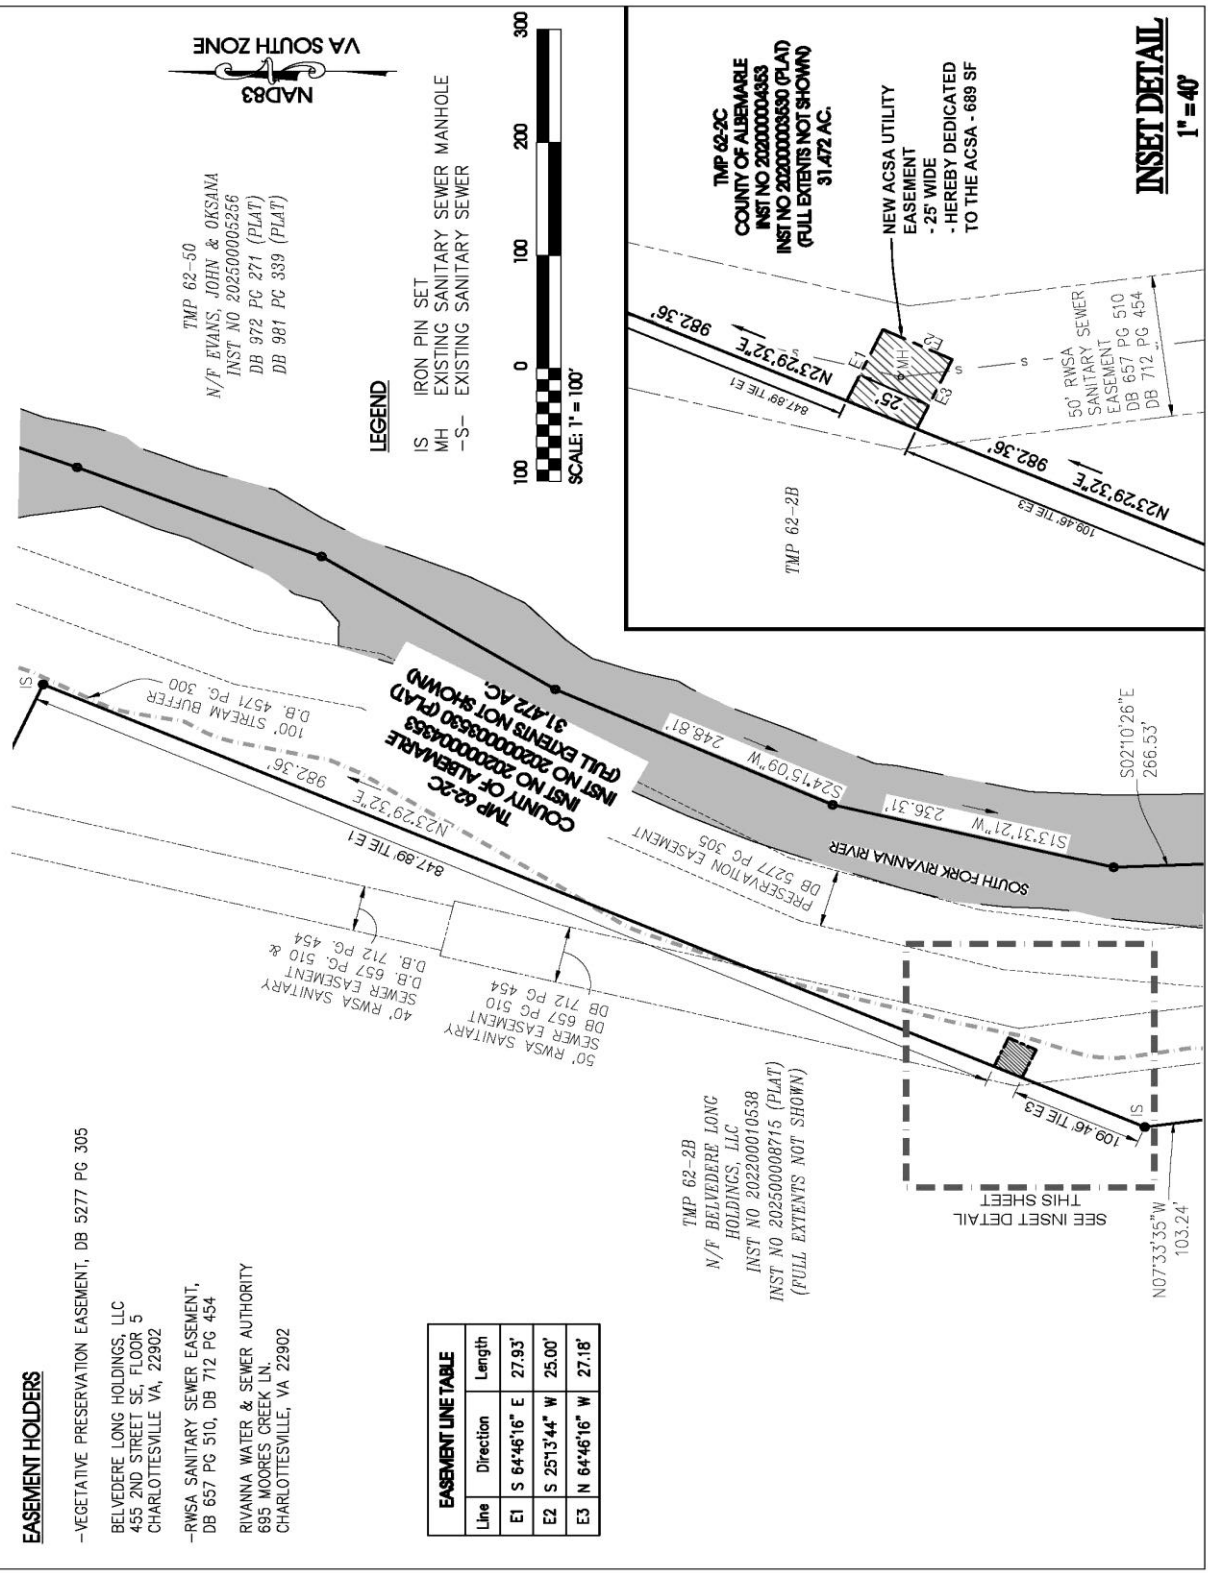 EASEMENT HOLDERS
-VEGETATIVE PRESERVATION EASEMENT, DB 5277 PG 305
BELVEDERE LONG HOLDINGS, LLC
455 2ND STREET SE, FLOOR 5
CHARLOTTESVILLE VA, 22902
-RWSA SANITARY SEWER EASEMENT,
DB 657 PG 510, DB 712 PG 454
RIVANNA WATER & SEWER AUTHORITY
695 MOORES CREEK LN.
CHARLOTTESVILLE, VA 22902
EASEMENT LINE TABLE
Line Direction Length
E1 S 64°46'16" E 27.93'
E2 S 25°13'44" W 25.00'
E3 N 64°46'16" W 27.18'
IS
100' STREAM BUFFER
D.B. 4571 PG. 300
982.36'
N23°29'32"E
847.89' TIE E1
40' RWSA SANITARY
SEWER EASEMENT
D.B. 657 PG. 510 &
D.B. 712 PG. 454
50' RWSA SANITARY
SEWER EASEMENT
DB 657 PG 510
DB 712 PG 454
TMP 62-2C
COUNTY OF ALBEMARLE
INST NO 202000004353
INST NO 202000003530 (PLAT)
(FULL EXTENTS NOT SHOWN)
31.472 AC.
PRESERVATION EASEMENT
DB 5277 PG 305
SOUTH FORK RIVANNA RIVER
S24°15'09"W
248.81'
S13°31'21"W
236.31'
S02°10'26"E
266.53'
TMP 62-2B
N/F BELVEDERE LONG
HOLDINGS, LLC
INST NO 202200010538
INST NO 202500008715 (PLAT)
(FULL EXTENTS NOT SHOWN)
109.46' TIE E3
IS
SEE INSET DETAIL
THIS SHEET
N07°33'35"W
103.24'
TMP 62-50
N/F EVANS, JOHN & OKSANA
INST NO 202500005256
DB 972 PG 271 (PLAT)
DB 981 PG 339 (PLAT)
NAD83
VA SOUTH ZONE
LEGEND
IS IRON PIN SET
MH EXISTING SANITARY SEWER MANHOLE
-S- EXISTING SANITARY SEWER
100 0 100 200 300
SCALE: 1" = 100'
TMP 62-2C
COUNTY OF ALBEMARLE
INST NO 202000004353
INST NO 202000003530 (PLAT)
(FULL EXTENTS NOT SHOWN)
31.472 AC.
NEW ACSA UTILITY
EASEMENT
- 25' WIDE
- HEREBY DEDICATED
TO THE ACSA - 689 SF
982.36'
N23°29'32"E
847.89' TIE E1
S
E1
MH
25'
E2
E3
S
S
50' RWSA
SANITARY SEWER
EASEMENT
DB 657 PG 510
DB 712 PG 454
TMP 62-2B
982.36'
N23°29'32"E
109.46' TIE E3
INSET DETAIL
1" = 40'